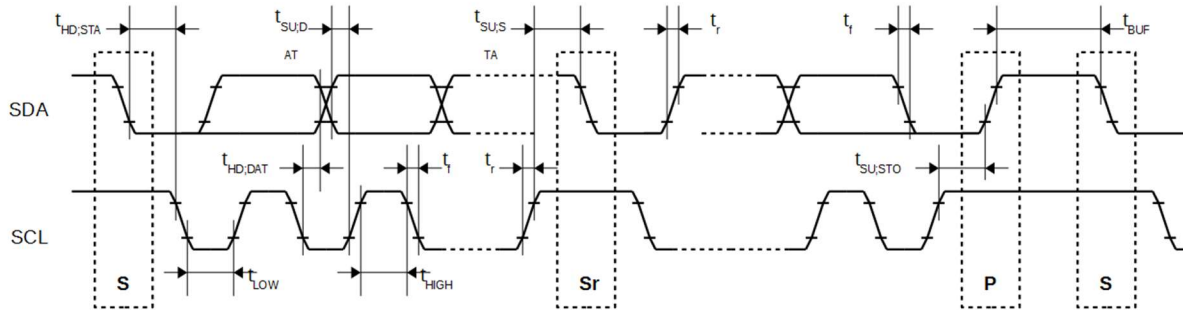 tHD;STA
tSU;D
AT
tSU;S
TA
tr
tf
tBUF
SDA
tHD;DAT
tf
tr
tSU;STO
SCL
tLOW
tHIGH
S
Sr
P
S